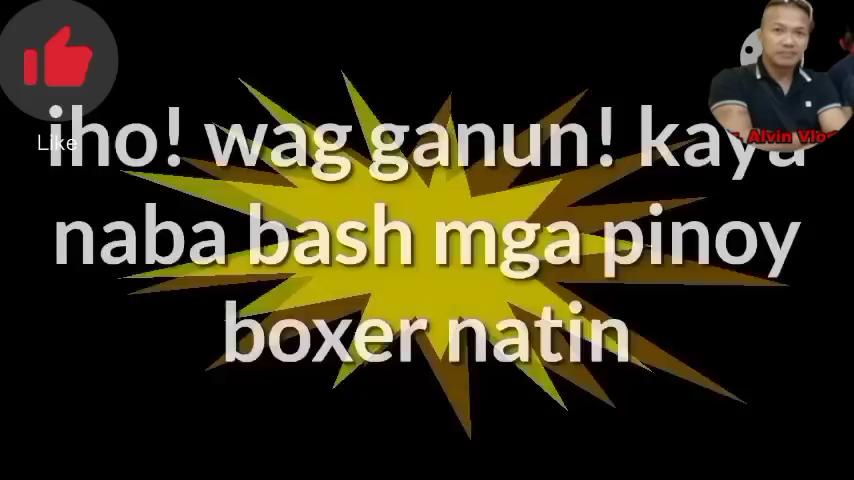 iho! wag ganun! kaya
naba bash mga pinoy
boxer natin
Like
Alvin Vlog